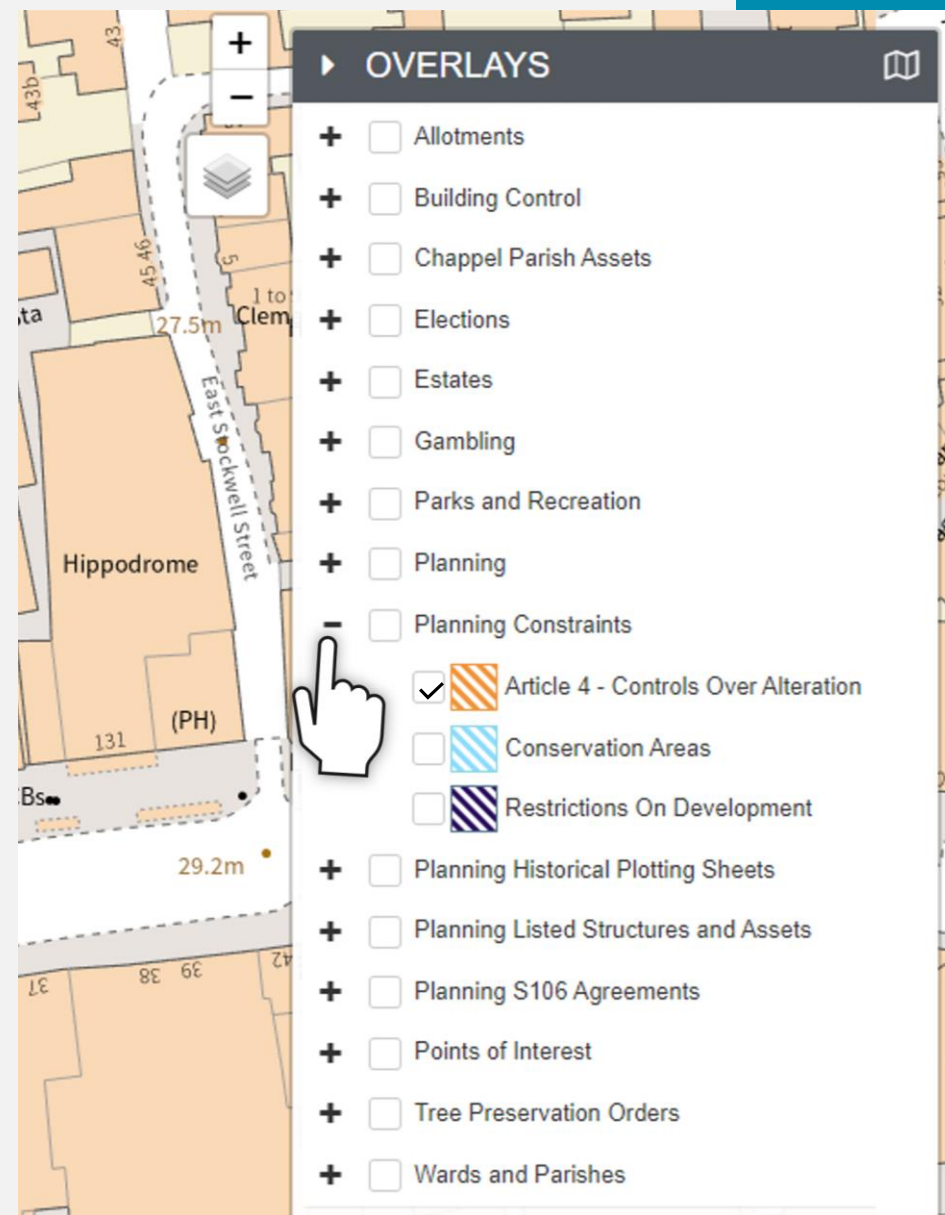 OVERLAYS
Allotments
Building Control
Chappel Parish Assets
Elections
Estates
Gambling
Parks and Recreation
Planning
Planning Constraints
Article 4 - Controls Over Alteration
Conservation Areas
Restrictions On Development
Planning Historical Plotting Sheets
Planning Listed Structures and Assets
Planning S106 Agreements
Points of Interest
Tree Preservation Orders
Wards and Parishes
43
43b
45 46
5
1 to
Clem
27.5m
East Stockwell Street
Hippodrome
(PH)
131
29.2m
37
38
39